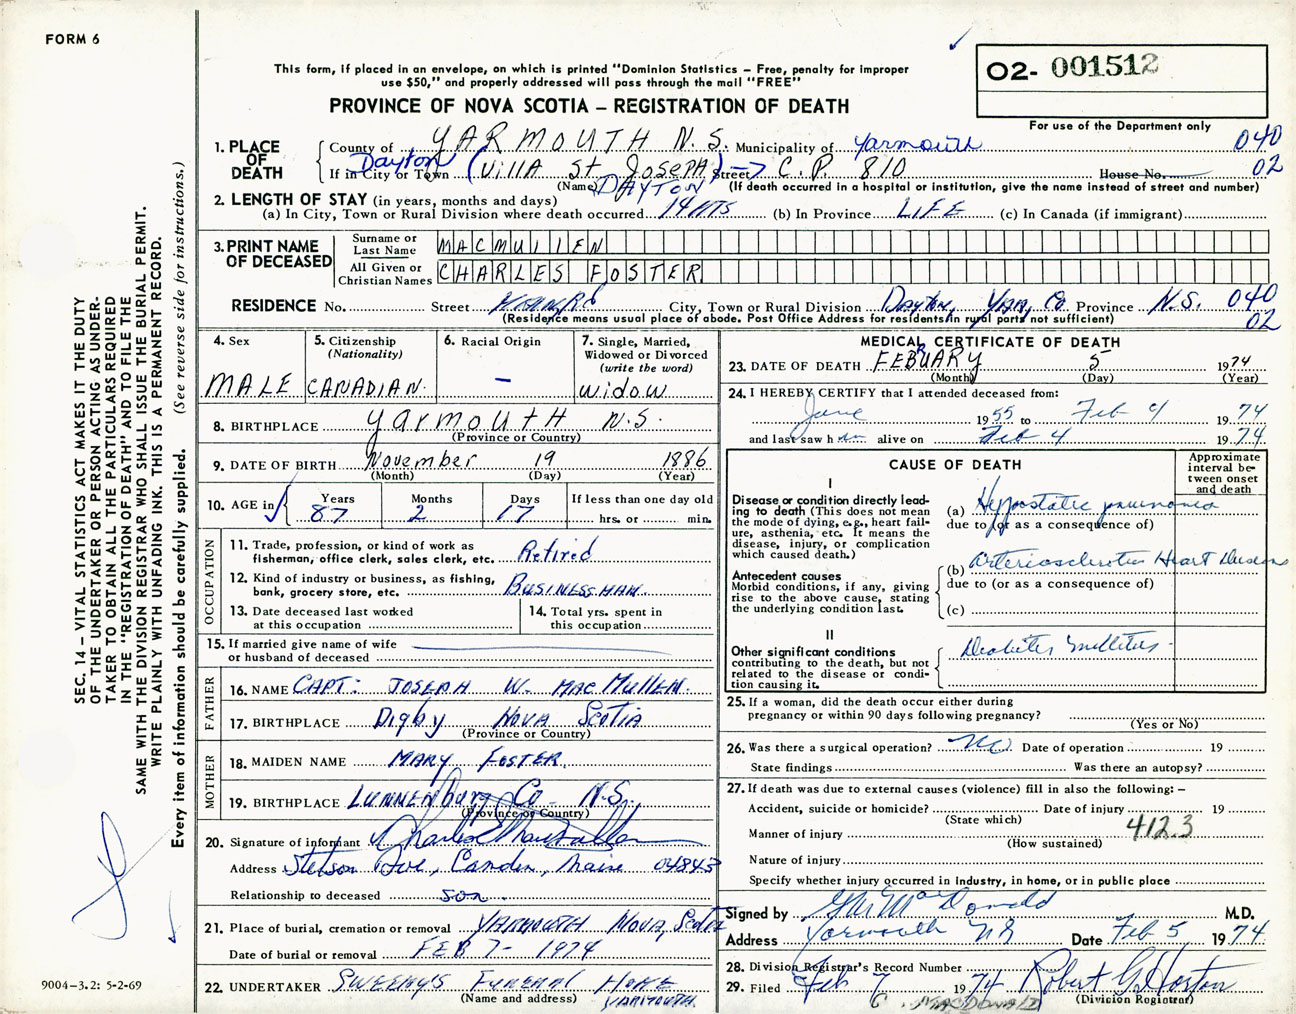 FORM 6
This form, if placed in an envelope, on which is printed "Dominion Statistics – Free, penalty for improper
use $50," and properly addressed will pass through the mail "FREE"
O2- 001512
For use of the Department only
PROVINCE OF NOVA SCOTIA – REGISTRATION OF DEATH
1. PLACE OF DEATH
County of YARMOUTH N.S. Municipality of Yarmouth 040
If in City or Town Dayton (Villa St Joseph) Street C.P. 810 House No. 02
(Name) DAYTON (If death occurred in a hospital or institution, give the name instead of street and number)
2. LENGTH OF STAY (in years, months and days)
(a) In City, Town or Rural Division where death occurred 14 (b) In Province LIFE (c) In Canada (if immigrant)
3. PRINT NAME OF DECEASED
Surname or Last Name MACMULLEN
All Given or Christian Names CHARLES FOSTER
RESIDENCE No. Street City, Town or Rural Division Dayton, Yar. Co Province N.S. 040
(Residence means usual place of abode. Post Office Address for residents in rural parts not sufficient) 02
4. Sex
MALE
5. Citizenship
(Nationality)
CANADIAN.
6. Racial Origin
–
7. Single, Married,
Widowed or Divorced
(write the word)
Widow
8. BIRTHPLACE Yarmouth N.S.
(Province or Country)
9. DATE OF BIRTH November 19 1886
(Month) (Day) (Year)
10. AGE in Years Months Days If less than one day old
87 2 17 hrs. or min.
OCCUPATION
11. Trade, profession, or kind of work as
fisherman, office clerk, sales clerk, etc. Retired
12. Kind of industry or business, as fishing,
bank, grocery store, etc. Businessman.
13. Date deceased last worked
at this occupation
14. Total yrs. spent in
this occupation
15. If married give name of wife
or husband of deceased
FATHER
16. NAME CAPT: JOSEPH W. MACMULLEN.
17. BIRTHPLACE Digby Nova Scotia
(Province or Country)
MOTHER
18. MAIDEN NAME MARY FOSTER.
19. BIRTHPLACE Lunnenburg Co- N.S.
(Province or Country)
20. Signature of informant Charles E MacMullen
Address Stetson Ave, Camden, Maine 04843
Relationship to deceased son.
21. Place of burial, cremation or removal YARMOUTH NOVA, Scotia
Date of burial or removal FEB 7- 1974
22. UNDERTAKER SWEENYS FUNERAL HOME
(Name and address) YARMOUTH.
MEDICAL CERTIFICATE OF DEATH
23. DATE OF DEATH FEBRUARY 5 1974
(Month) (Day) (Year)
24. I HEREBY CERTIFY that I attended deceased from:
June 1955 to Feb 4 1974
and last saw him alive on Feb 4 1974
CAUSE OF DEATH
Approximate
interval be-
tween onset
and death
I
Disease or condition directly lead-
ing to death (This does not mean
the mode of dying, e.g., heart fail-
ure, asthenia, etc. It means the
disease, injury, or complication
which caused death.)
(a) Hypostatic pneumonia
due to (or as a consequence of)
Antecedent causes
Morbid conditions, if any, giving
rise to the above cause, stating
the underlying condition last.
(b) Arteriosclerotic Heart Disease
due to (or as a consequence of)
(c)
II
Other significant conditions
contributing to the death, but not
related to the disease or condi-
tion causing it.
Diabetes Mellitus
25. If a woman, did the death occur either during
pregnancy or within 90 days following pregnancy?
(Yes or No)
26. Was there a surgical operation? No Date of operation 19
State findings Was there an autopsy?
27. If death was due to external causes (violence) fill in also the following: –
Accident, suicide or homicide? Date of injury 19
(State which)
Manner of injury 412.3
(How sustained)
Nature of injury
Specify whether injury occurred in Industry, in home, or in public place
Signed by McDonald M.D.
Address Yarmouth NS Date Feb 5 1974
28. Division Registrar's Record Number
29. Filed Feb 7 1974 Robert G. Horton
(Division Registrar)
C. MACDONALD
SEC. 14 – VITAL STATISTICS ACT MAKES IT THE DUTY
OF THE UNDERTAKER OR PERSON ACTING AS UNDER-
TAKER TO OBTAIN ALL THE PARTICULARS REQUIRED
IN THE "REGISTRATION OF DEATH" AND TO FILE THE
SAME WITH THE DIVISION REGISTRAR WHO SHALL ISSUE THE BURIAL PERMIT.
WRITE PLAINLY WITH UNFADING INK. THIS IS A PERMANENT RECORD.
Every item of information should be carefully supplied. (See reverse side for instructions.)
9004–3.2: 5-2-69